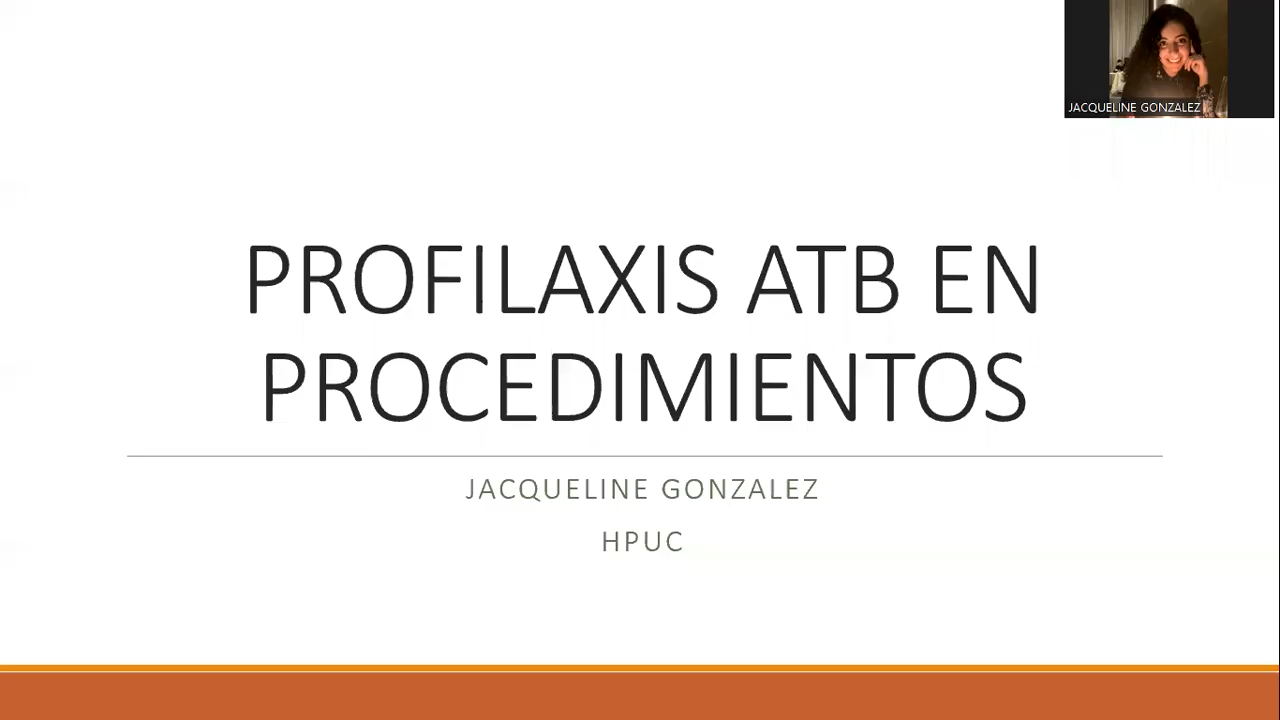 JACQUELINE GONZALEZ
PROFILAXIS ATB EN
PROCEDIMIENTOS
JACQUELINE GONZALEZ
HPUC